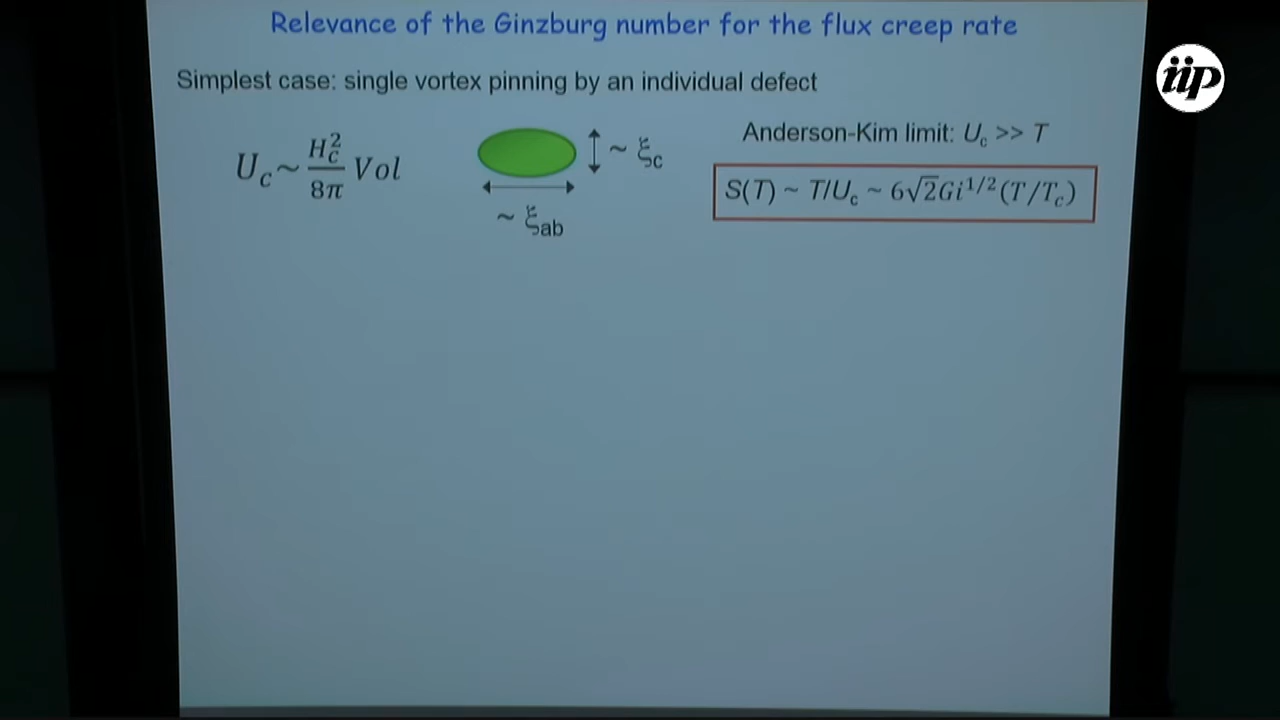 Relevance of the Ginzburg number for the flux creep rate
Simplest case: single vortex pinning by an individual defect
U_c ~ H_c^2/8π Vol
~ ξ_c
~ ξ_ab
Anderson-Kim limit: U_c >> T
S(T) ~ T/U_c ~ 6√2Gi^{1/2}(T/T_c)
iip